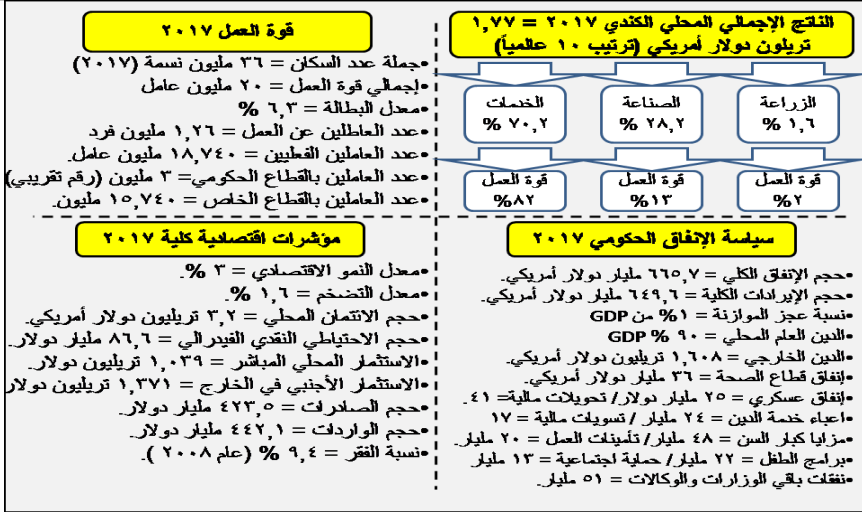 الناتج الإجمالي المحلي الكندي ٢٠١٧ = ١,٧٧
تريلون دولار أمريكي (ترتيب ١٠ عالمياً)
الزراعة
١,٦ %
الصناعة
٢٨,٢ %
الخدمات
٧٠,٢ %
قوة العمل
٢%
قوة العمل
١٣%
قوة العمل
٨٢%
قوة العمل ٢٠١٧
•جملة عدد السكان = ٣٦ مليون نسمة (٢٠١٧)
•إجمالي قوة العمل = ٢٠ مليون عامل
•معدل البطالة = ٦,٣ %
•عدد العاطلين عن العمل = ١,٢٦ مليون فرد
•عدد العاملين الفعليين = ١٨,٧٤٠ مليون عامل.
•عدد العاملين بالقطاع الحكومي= ٣ مليون (رقم تقريبي)
•عدد العاملين بالقطاع الخاص = ١٥,٧٤٠ مليون.
سياسة الإنفاق الحكومي ٢٠١٧
•حجم الإنفاق الكلي = ٦٦٥,٧ مليار دولار أمريكي.
•حجم الإيرادات الكلية = ٦٤٩,٦ مليار دولار أمريكي.
•نسبة عجز الموازنة = ١% من GDP
•الدين العام المحلي = ٩٠ % GDP
•الدين الخارجي = ١,٦٠٨ تريليون دولار أمريكي.
•إنفاق قطاع الصحة = ٣٦ مليار دولار أمريكي.
•إنفاق عسكري = ٢٥ مليار دولار/ تحويلات مالية= ٤١.
•اعباء خدمة الدين = ٢٤ مليار / تسويات مالية = ١٧
•مزايا كبار السن = ٤٨ مليار/ تأمينات العمل = ٢٠ مليار.
•برامج الطفل = ٢٢ مليار/ حماية اجتماعية = ١٣ مليار
•نفقات باقي الوزارات والوكالات = ٥١ مليار.
مؤشرات اقتصادية كلية ٢٠١٧
•معدل النمو الاقتصادي = ٣ %.
•معدل التضخم = ١,٦ %.
•حجم الائتمان المحلي = ٣,٢ تريليون دولار أمريكي.
•حجم الاحتياطي النقدي الفيدرالي = ٨٦,٦ مليار دولار.
•الاستثمار المحلي المباشر = ١,٠٣٩ تريليون دولار.
•الاستثمار الأجنبي في الخارج = ١,٣٧١ تريليون دولار
•حجم الصادرات = ٤٢٣,٥ مليار دولار.
•حجم الواردات = ٤٤٢,١ مليار دولار.
•نسبة الفقر = ٩,٤ % (عام ٢٠٠٨ ).